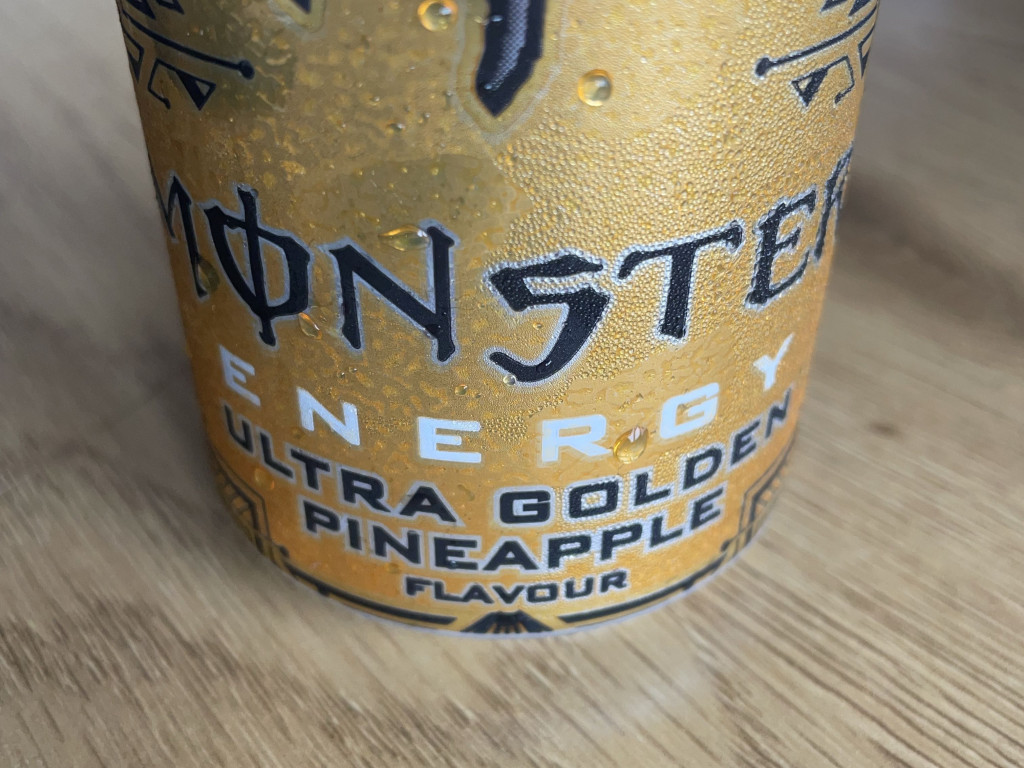 MONSTER
ENERGY
ULTRA GOLDEN
PINEAPPLE
FLAVOUR